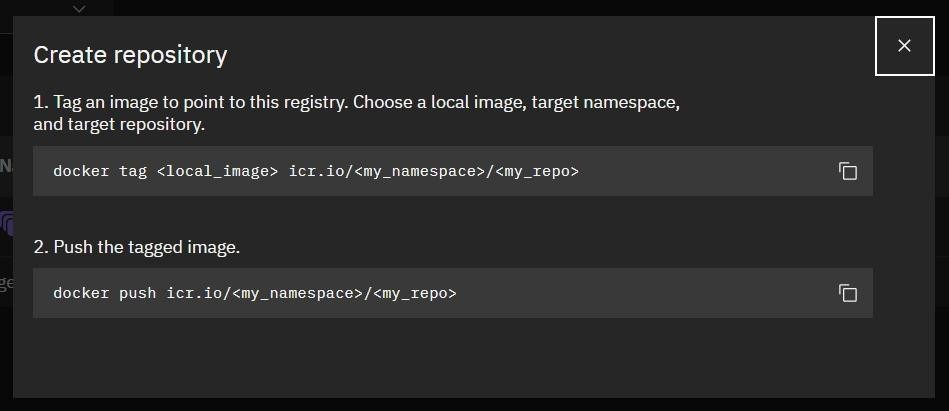 Create repository
1. Tag an image to point to this registry. Choose a local image, target namespace,
and target repository.
docker tag <local_image> icr.io/<my_namespace>/<my_repo>
2. Push the tagged image.
docker push icr.io/<my_namespace>/<my_repo>